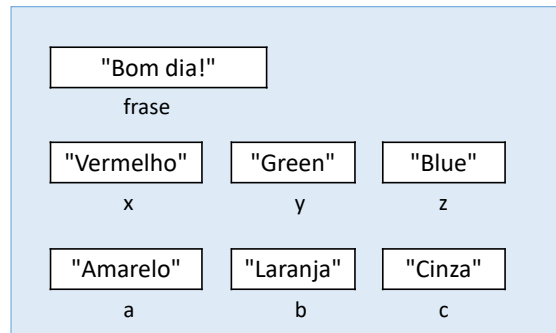 "Bom dia!"
frase
"Vermelho" "Green" "Blue"
x y z
"Amarelo" "Laranja" "Cinza"
a b c